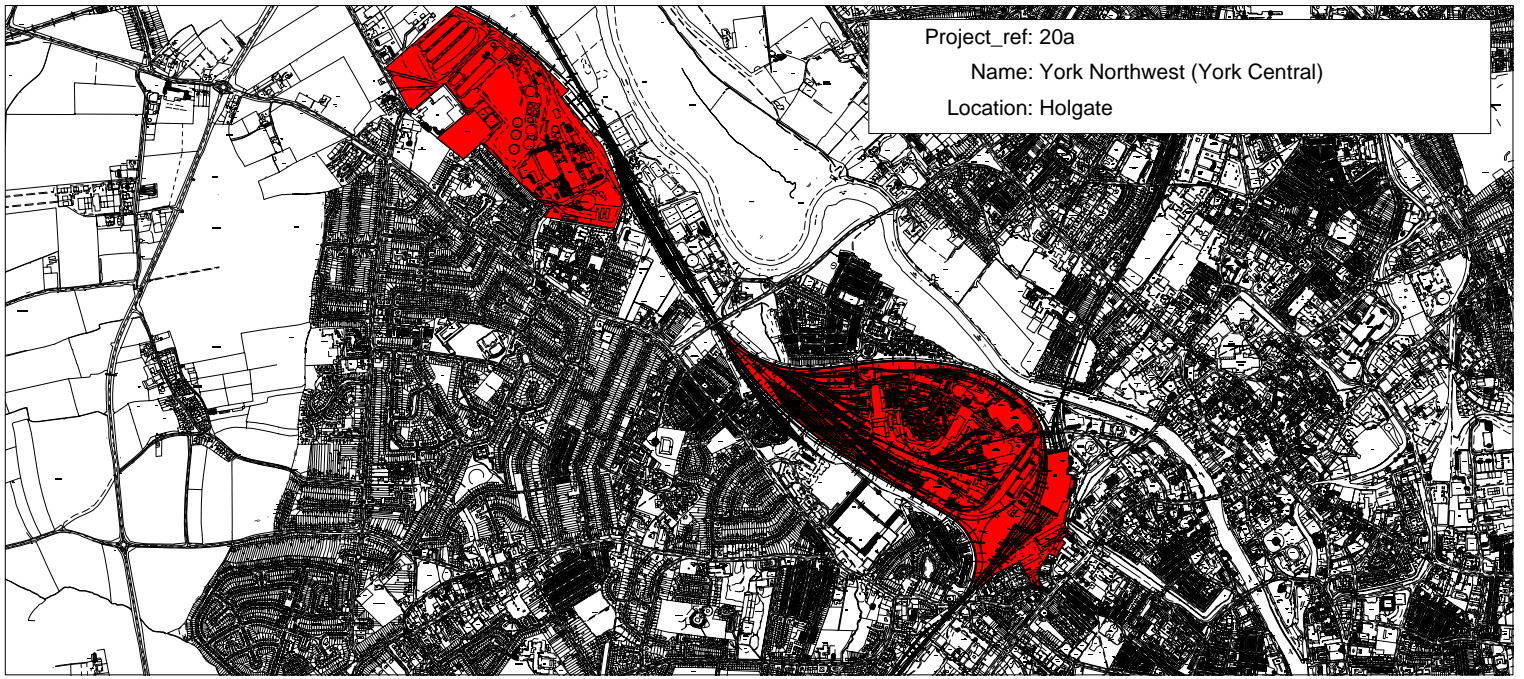 Project_ref: 20a
Name: York Northwest (York Central)
Location: Holgate